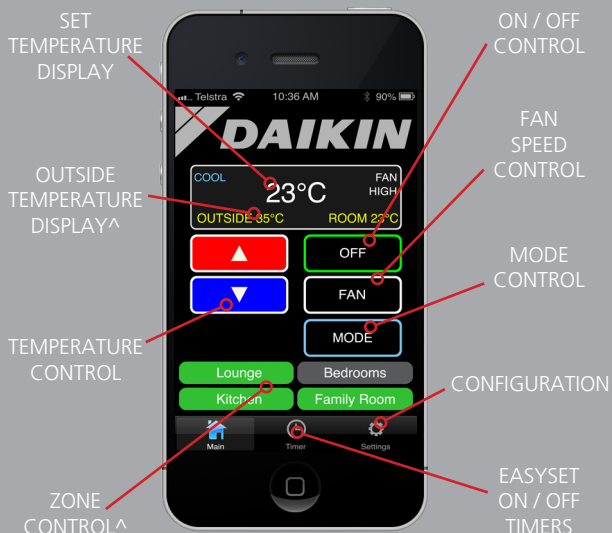 SET
TEMPERATURE
DISPLAY
ON / OFF
CONTROL
Telstra 10:36 AM 90%
DAIKIN
FAN
SPEED
CONTROL
COOL
FAN
HIGH
23°C
OUTSIDE 35°C ROOM 23°C
OUTSIDE
TEMPERATURE
DISPLAY^
OFF
FAN
MODE
MODE
CONTROL
TEMPERATURE
CONTROL
Lounge Bedrooms
Kitchen Family Room
CONFIGURATION
Main Timer Settings
ZONE
CONTROL^
EASYSET
ON / OFF
TIMERS